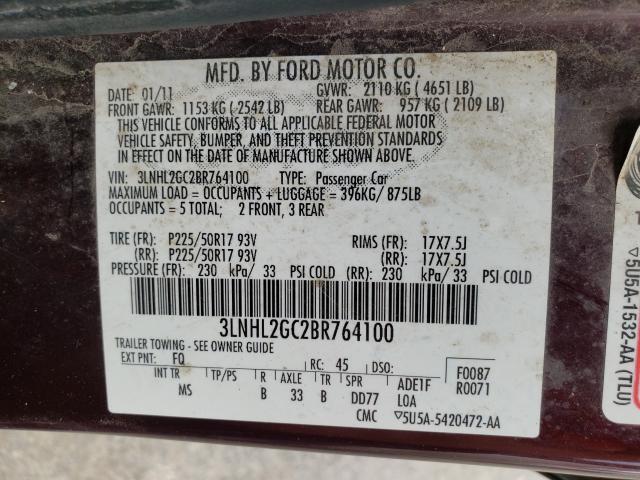 MFD. BY FORD MOTOR CO.
DATE: 01/11 GVWR: 2110 KG ( 4651 LB)
FRONT GAWR: 1153 KG ( 2542 LB) REAR GAWR: 957 KG ( 2109 LB)
THIS VEHICLE CONFORMS TO ALL APPLICABLE FEDERAL MOTOR
VEHICLE SAFETY, BUMPER, AND THEFT PREVENTION STANDARDS
IN EFFECT ON THE DATE OF MANUFACTURE SHOWN ABOVE.
VIN: 3LNHL2GC2BR764100 TYPE: Passenger Car
MAXIMUM LOAD = OCCUPANTS + LUGGAGE = 396KG/ 875LB
OCCUPANTS = 5 TOTAL; 2 FRONT, 3 REAR
TIRE (FR): P225/50R17 93V RIMS (FR): 17X7.5J
(RR): P225/50R17 93V (RR): 17X7.5J
PRESSURE (FR): 230 kPa/ 33 PSI COLD (RR): 230 kPa/ 33 PSI COLD
3LNHL2GC2BR764100
TRAILER TOWING - SEE OWNER GUIDE
EXT PNT: FQ RC: 45 DSO: F0087
INT TR TP/PS R AXLE TR SPR ADE1F R0071
MS B 33 B DD77 LOA
CMC ▽5U5A-5420472-AA
▽5U5A-1532-AA (TLU)